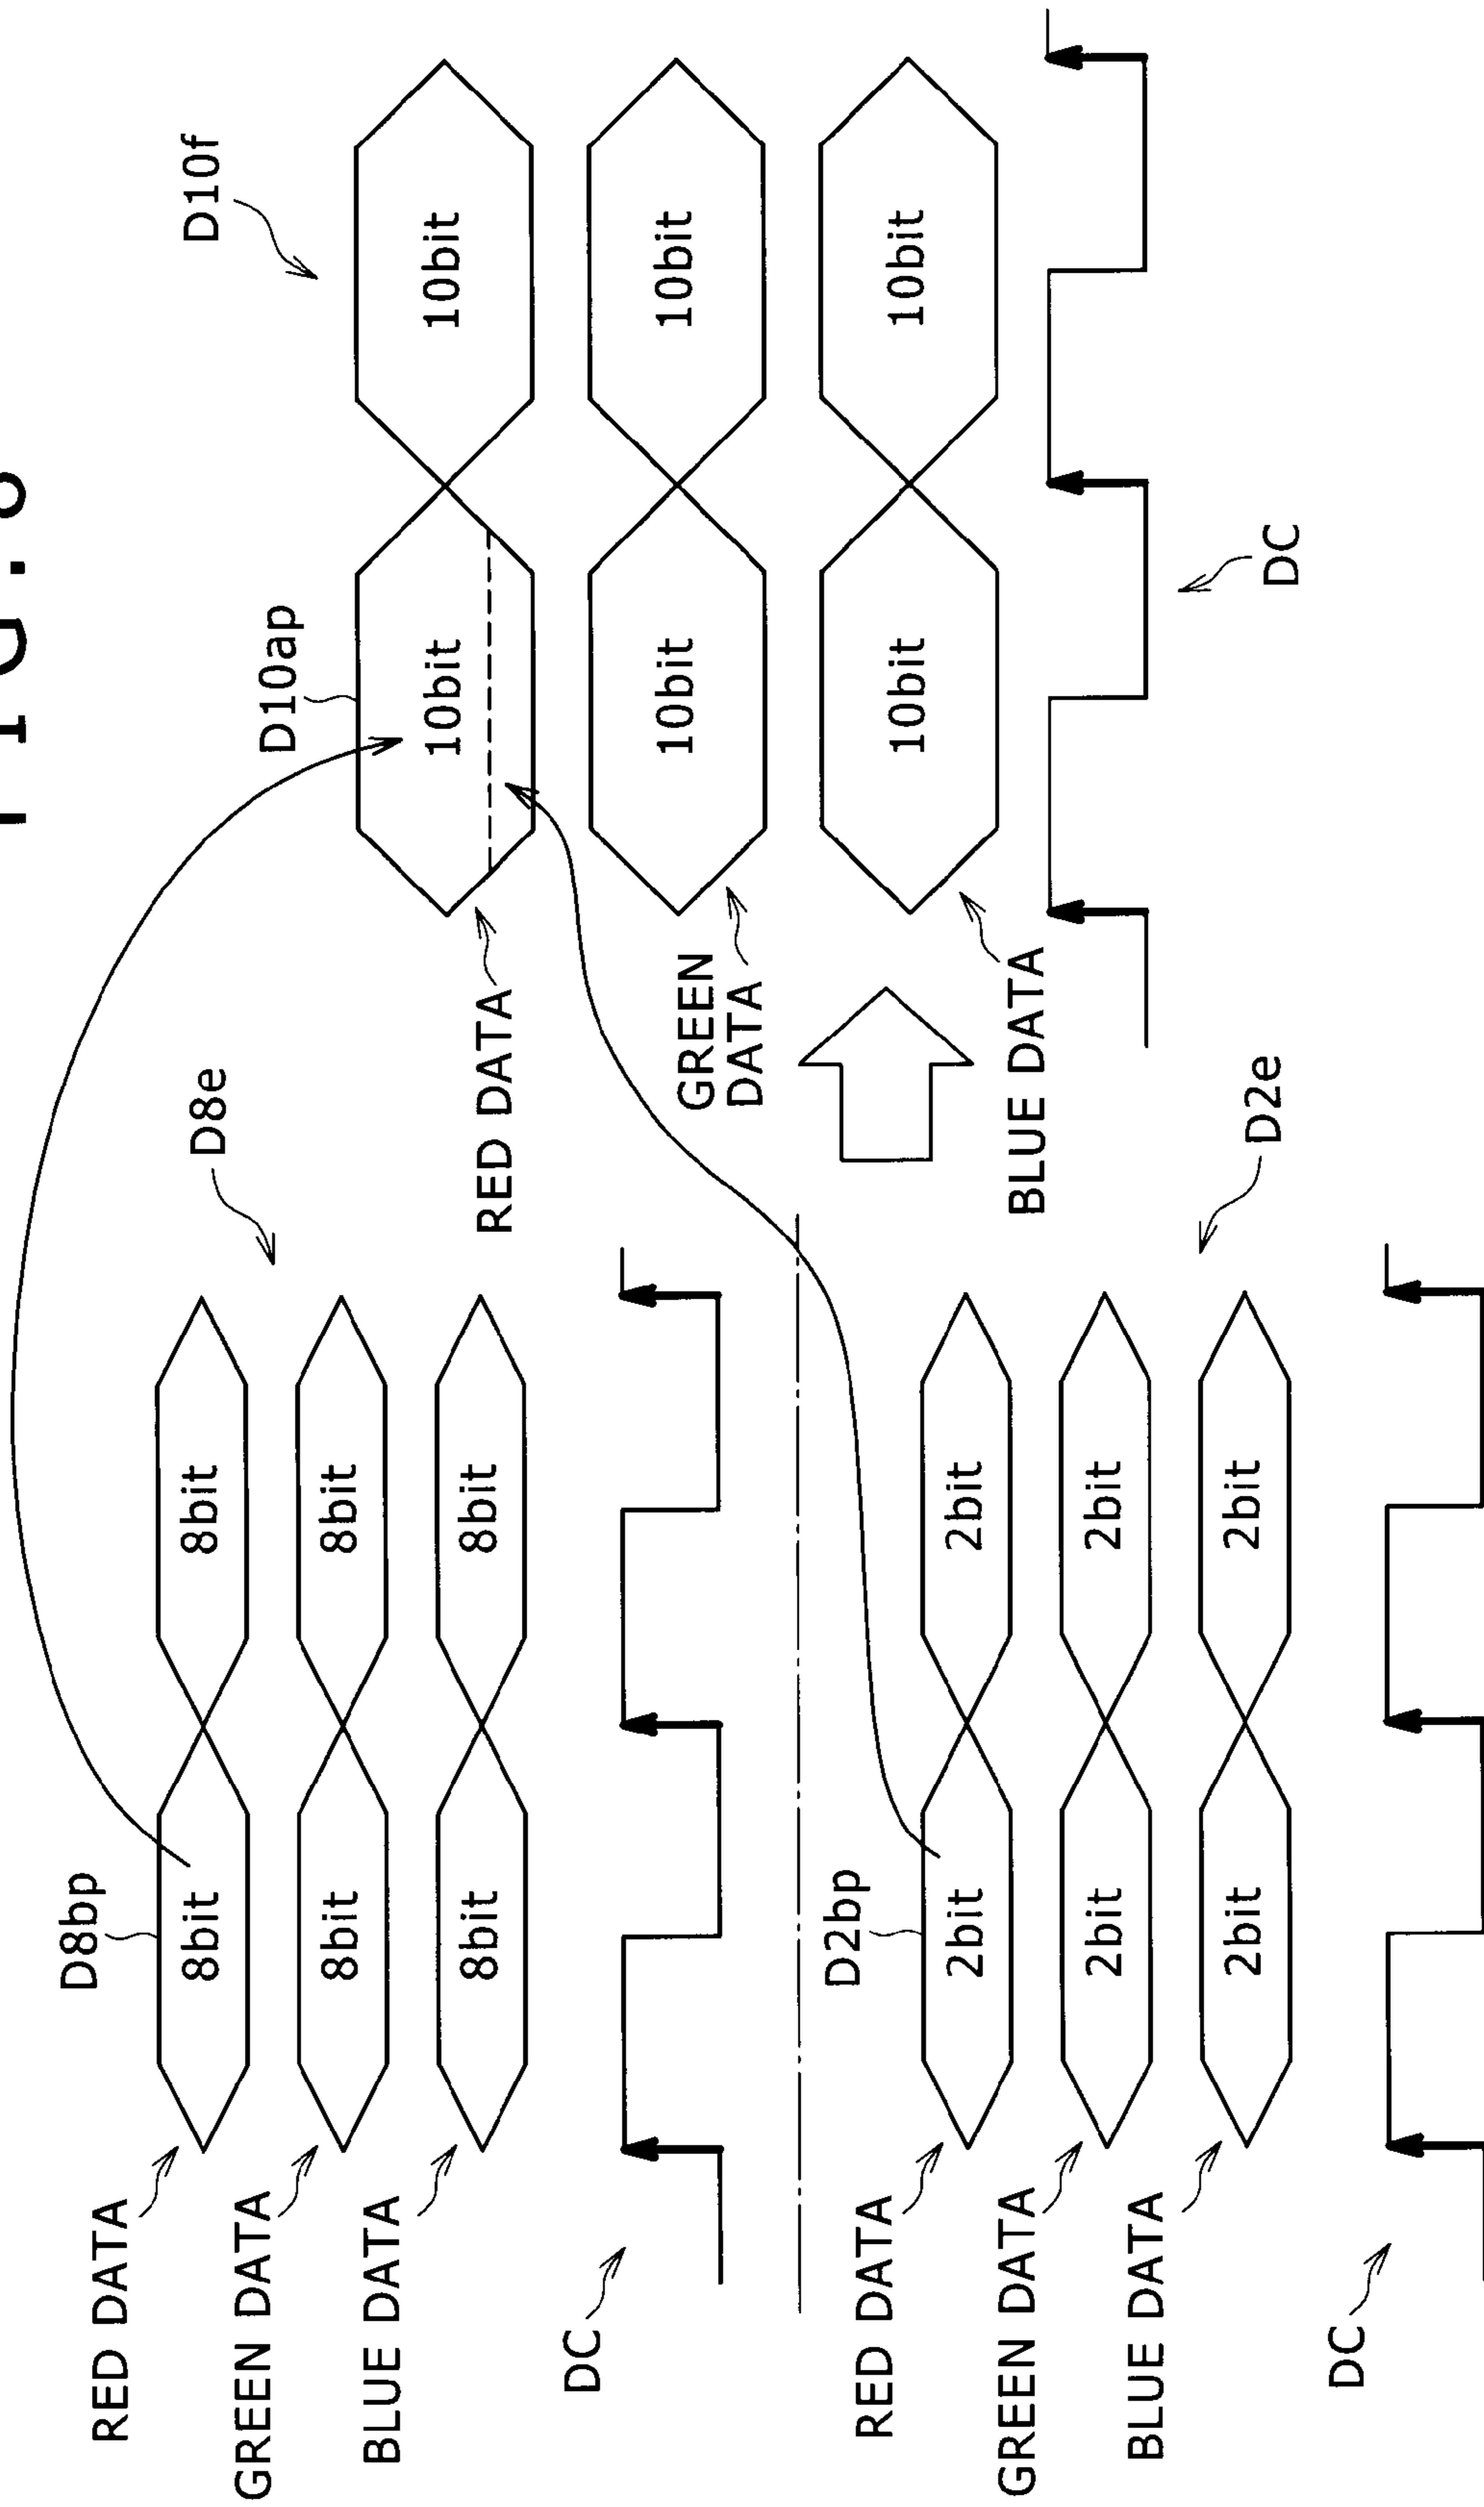 FIG.
D8bp
RED DATA
8bit
8bit
D8e
GREEN DATA
8bit
8bit
BLUE DATA
8bit
8bit
DC
D2bp
RED DATA
2bit
2bit
GREEN DATA
2bit
2bit
BLUE DATA
2bit
2bit
D2e
DC
D10f
D10ap
RED DATA
10bit
10bit
GREEN
DATA
10bit
10bit
BLUE DATA
10bit
10bit
DC